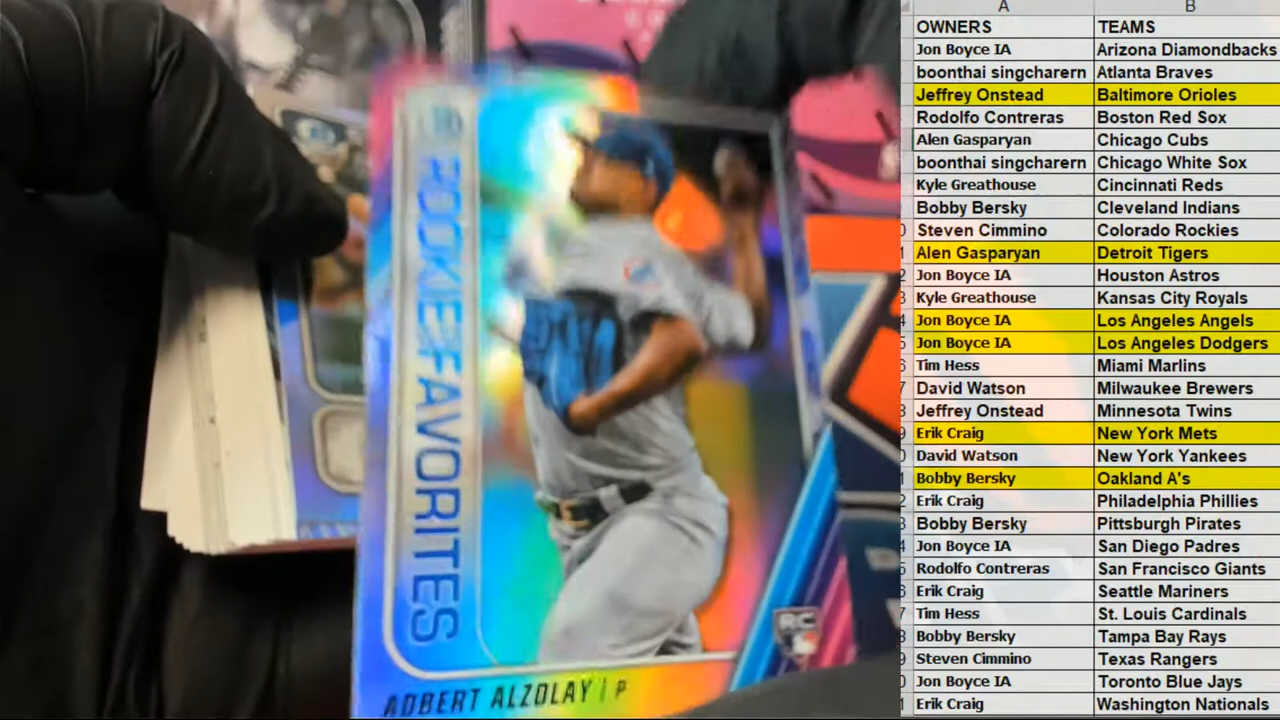 ROOKIE FAVORITES
ADBERT ALZOLAY | P
RC
A B
OWNERS TEAMS
Jon Boyce IA Arizona Diamondbacks
boonthai singcharern Atlanta Braves
Jeffrey Onstead Baltimore Orioles
Rodolfo Contreras Boston Red Sox
Alen Gasparyan Chicago Cubs
boonthai singcharern Chicago White Sox
Kyle Greathouse Cincinnati Reds
Bobby Bersky Cleveland Indians
Steven Cimmino Colorado Rockies
Alen Gasparyan Detroit Tigers
Jon Boyce IA Houston Astros
Kyle Greathouse Kansas City Royals
Jon Boyce IA Los Angeles Angels
Jon Boyce IA Los Angeles Dodgers
Tim Hess Miami Marlins
David Watson Milwaukee Brewers
Jeffrey Onstead Minnesota Twins
Erik Craig New York Mets
David Watson New York Yankees
Bobby Bersky Oakland A's
Erik Craig Philadelphia Phillies
Bobby Bersky Pittsburgh Pirates
Jon Boyce IA San Diego Padres
Rodolfo Contreras San Francisco Giants
Erik Craig Seattle Mariners
Tim Hess St. Louis Cardinals
Bobby Bersky Tampa Bay Rays
Steven Cimmino Texas Rangers
Jon Boyce IA Toronto Blue Jays
Erik Craig Washington Nationals